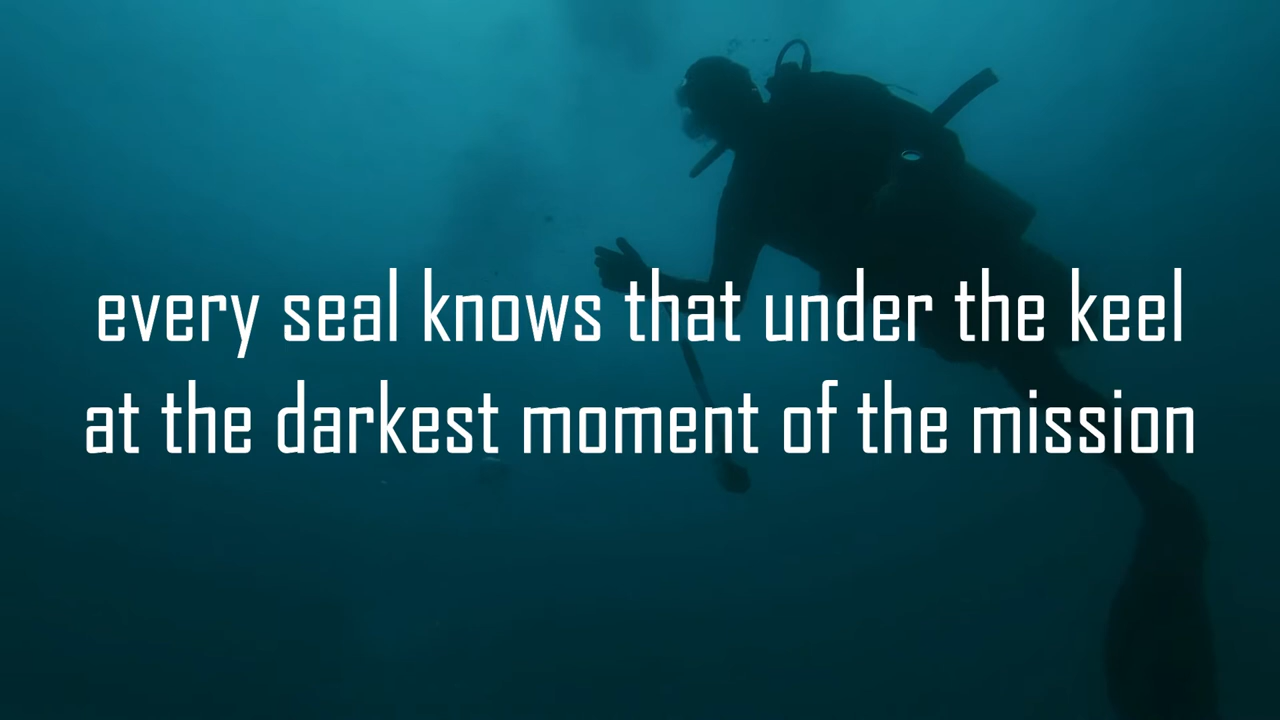 every seal knows that under the keel
at the darkest moment of the mission